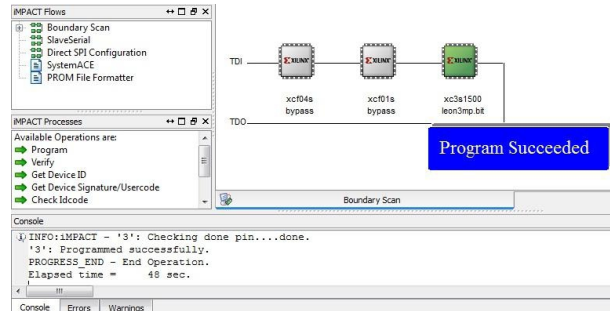 iMPACT Flows
Boundary Scan
SlaveSerial
Direct SPI Configuration
SystemACE
PROM File Formatter
iMPACT Processes
Available Operations are:
Program
Verify
Get Device ID
Get Device Signature/Usercode
Check Idcode
TDI
XILINX
XILINX
XILINX
xcf04s
bypass
xcf01s
bypass
xc3s1500
leon3mp.bit
TDO
Program Succeeded
Boundary Scan
Console
INFO:iMPACT - '3': Checking done pin....done.
'3': Programmed successfully.
PROGRESS_END - End Operation.
Elapsed time =     48 sec.
Console
Errors
Warnings